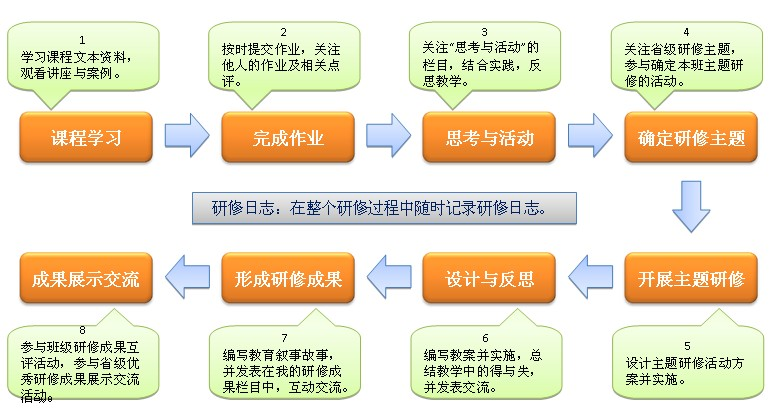 1
学习课程文本资料，
观看讲座与案例。
2
按时提交作业，关注
他人的作业及相关点
评。
3
关注“思考与活动”的
栏目，结合实践，反
思教学。
4
关注省级研修主题，
参与确定本班主题研
修的活动。
课程学习
完成作业
思考与活动
确定研修主题
研修日志：在整个研修过程中随时记录研修日志。
成果展示交流
形成研修成果
设计与反思
开展主题研修
8
参与班级研修成果互
评活动，参与省级优
秀研修成果展示交流
活动。
7
编写教育叙事故事，
并发表在我的研修成
果栏目中，互动交流。
6
编写教案并实施，总
结教学中的得与失，
并发表交流。
5
设计主题研修活动方
案并实施。